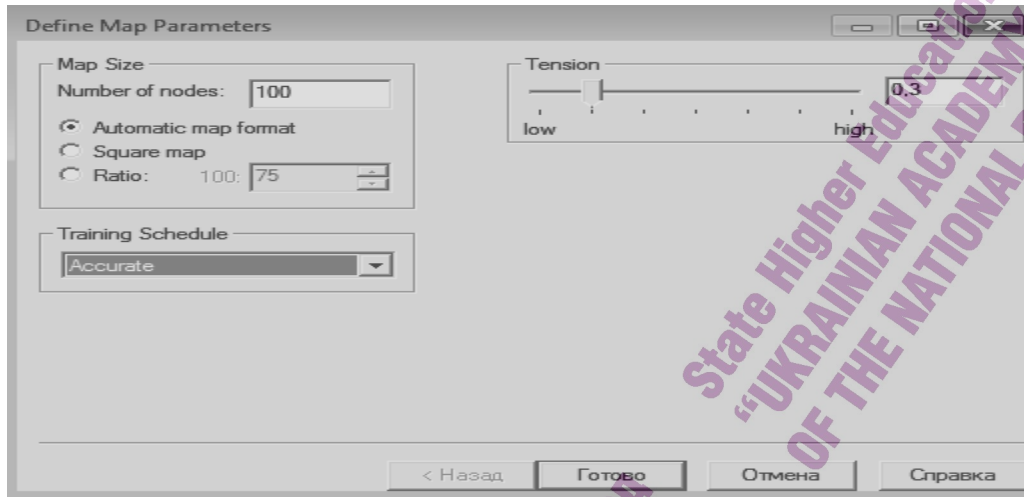 Define Map Parameters
Map Size
Number of nodes: 100
Automatic map format
Square map
Ratio: 100: 75
Training Schedule
Accurate
Tension
0.3
low high
< Назад Готово Отмена Справка
State Higher Education
“UKRAINIAN ACADEMY
OF THE NATIONAL